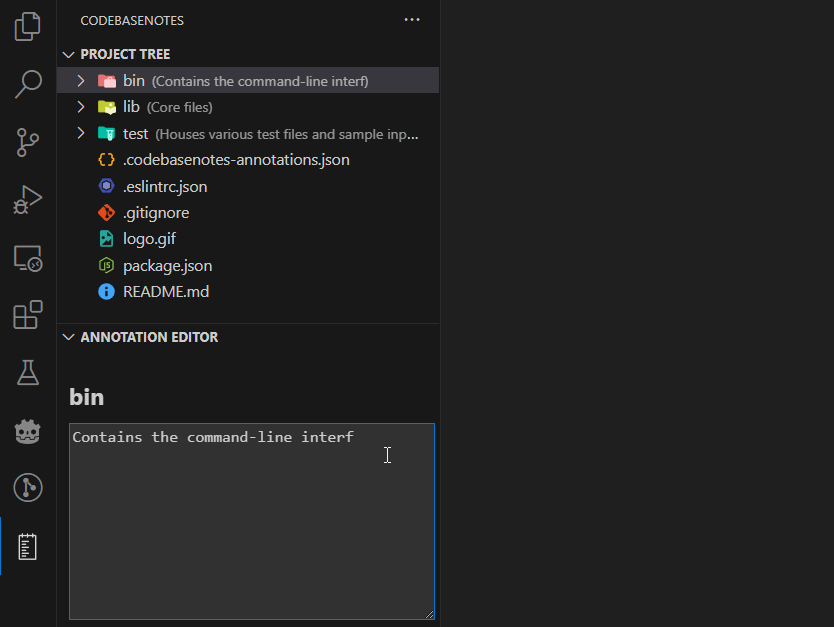 CODEBASENOTES
PROJECT TREE
bin (Contains the command-line interf)
lib (Core files)
test (Houses various test files and sample inp...
.codebasenotes-annotations.json
.eslintrc.json
.gitignore
logo.gif
package.json
README.md
ANNOTATION EDITOR
bin
Contains the command-line interf